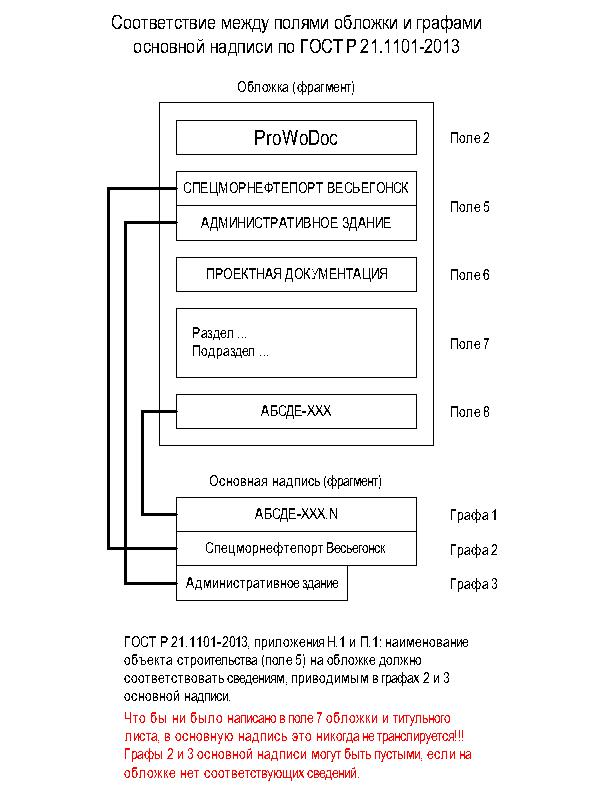 Соответствие между полями обложки и графами
основной надписи по ГОСТ Р 21.1101-2013
Обложка (фрагмент)
ProWoDoc
Поле 2
СПЕЦМОРНЕФТЕПОРТ ВЕСЬЕГОНСК
Поле 5
АДМИНИСТРАТИВНОЕ ЗДАНИЕ
ПРОЕКТНАЯ ДОКУМЕНТАЦИЯ
Поле 6
Раздел ...
Подраздел ...
Поле 7
АБСДЕ-XXX
Поле 8
Основная надпись (фрагмент)
АБСДЕ-XXX.N
Графа 1
Спецморнефтепорт Весьегонск
Графа 2
Административное здание
Графа 3
ГОСТ Р 21.1101-2013, приложения Н.1 и П.1: наименование
объекта строительства (поле 5) на обложке должно
соответствовать сведениям, приводимым в графах 2 и 3
основной надписи.
Что бы ни было написано в поле 7 обложки и титульного
листа, в основную надпись это никогда не транслируется!!!
Графы 2 и 3 основной надписи могут быть пустыми, если на
обложке нет соответствующих сведений.